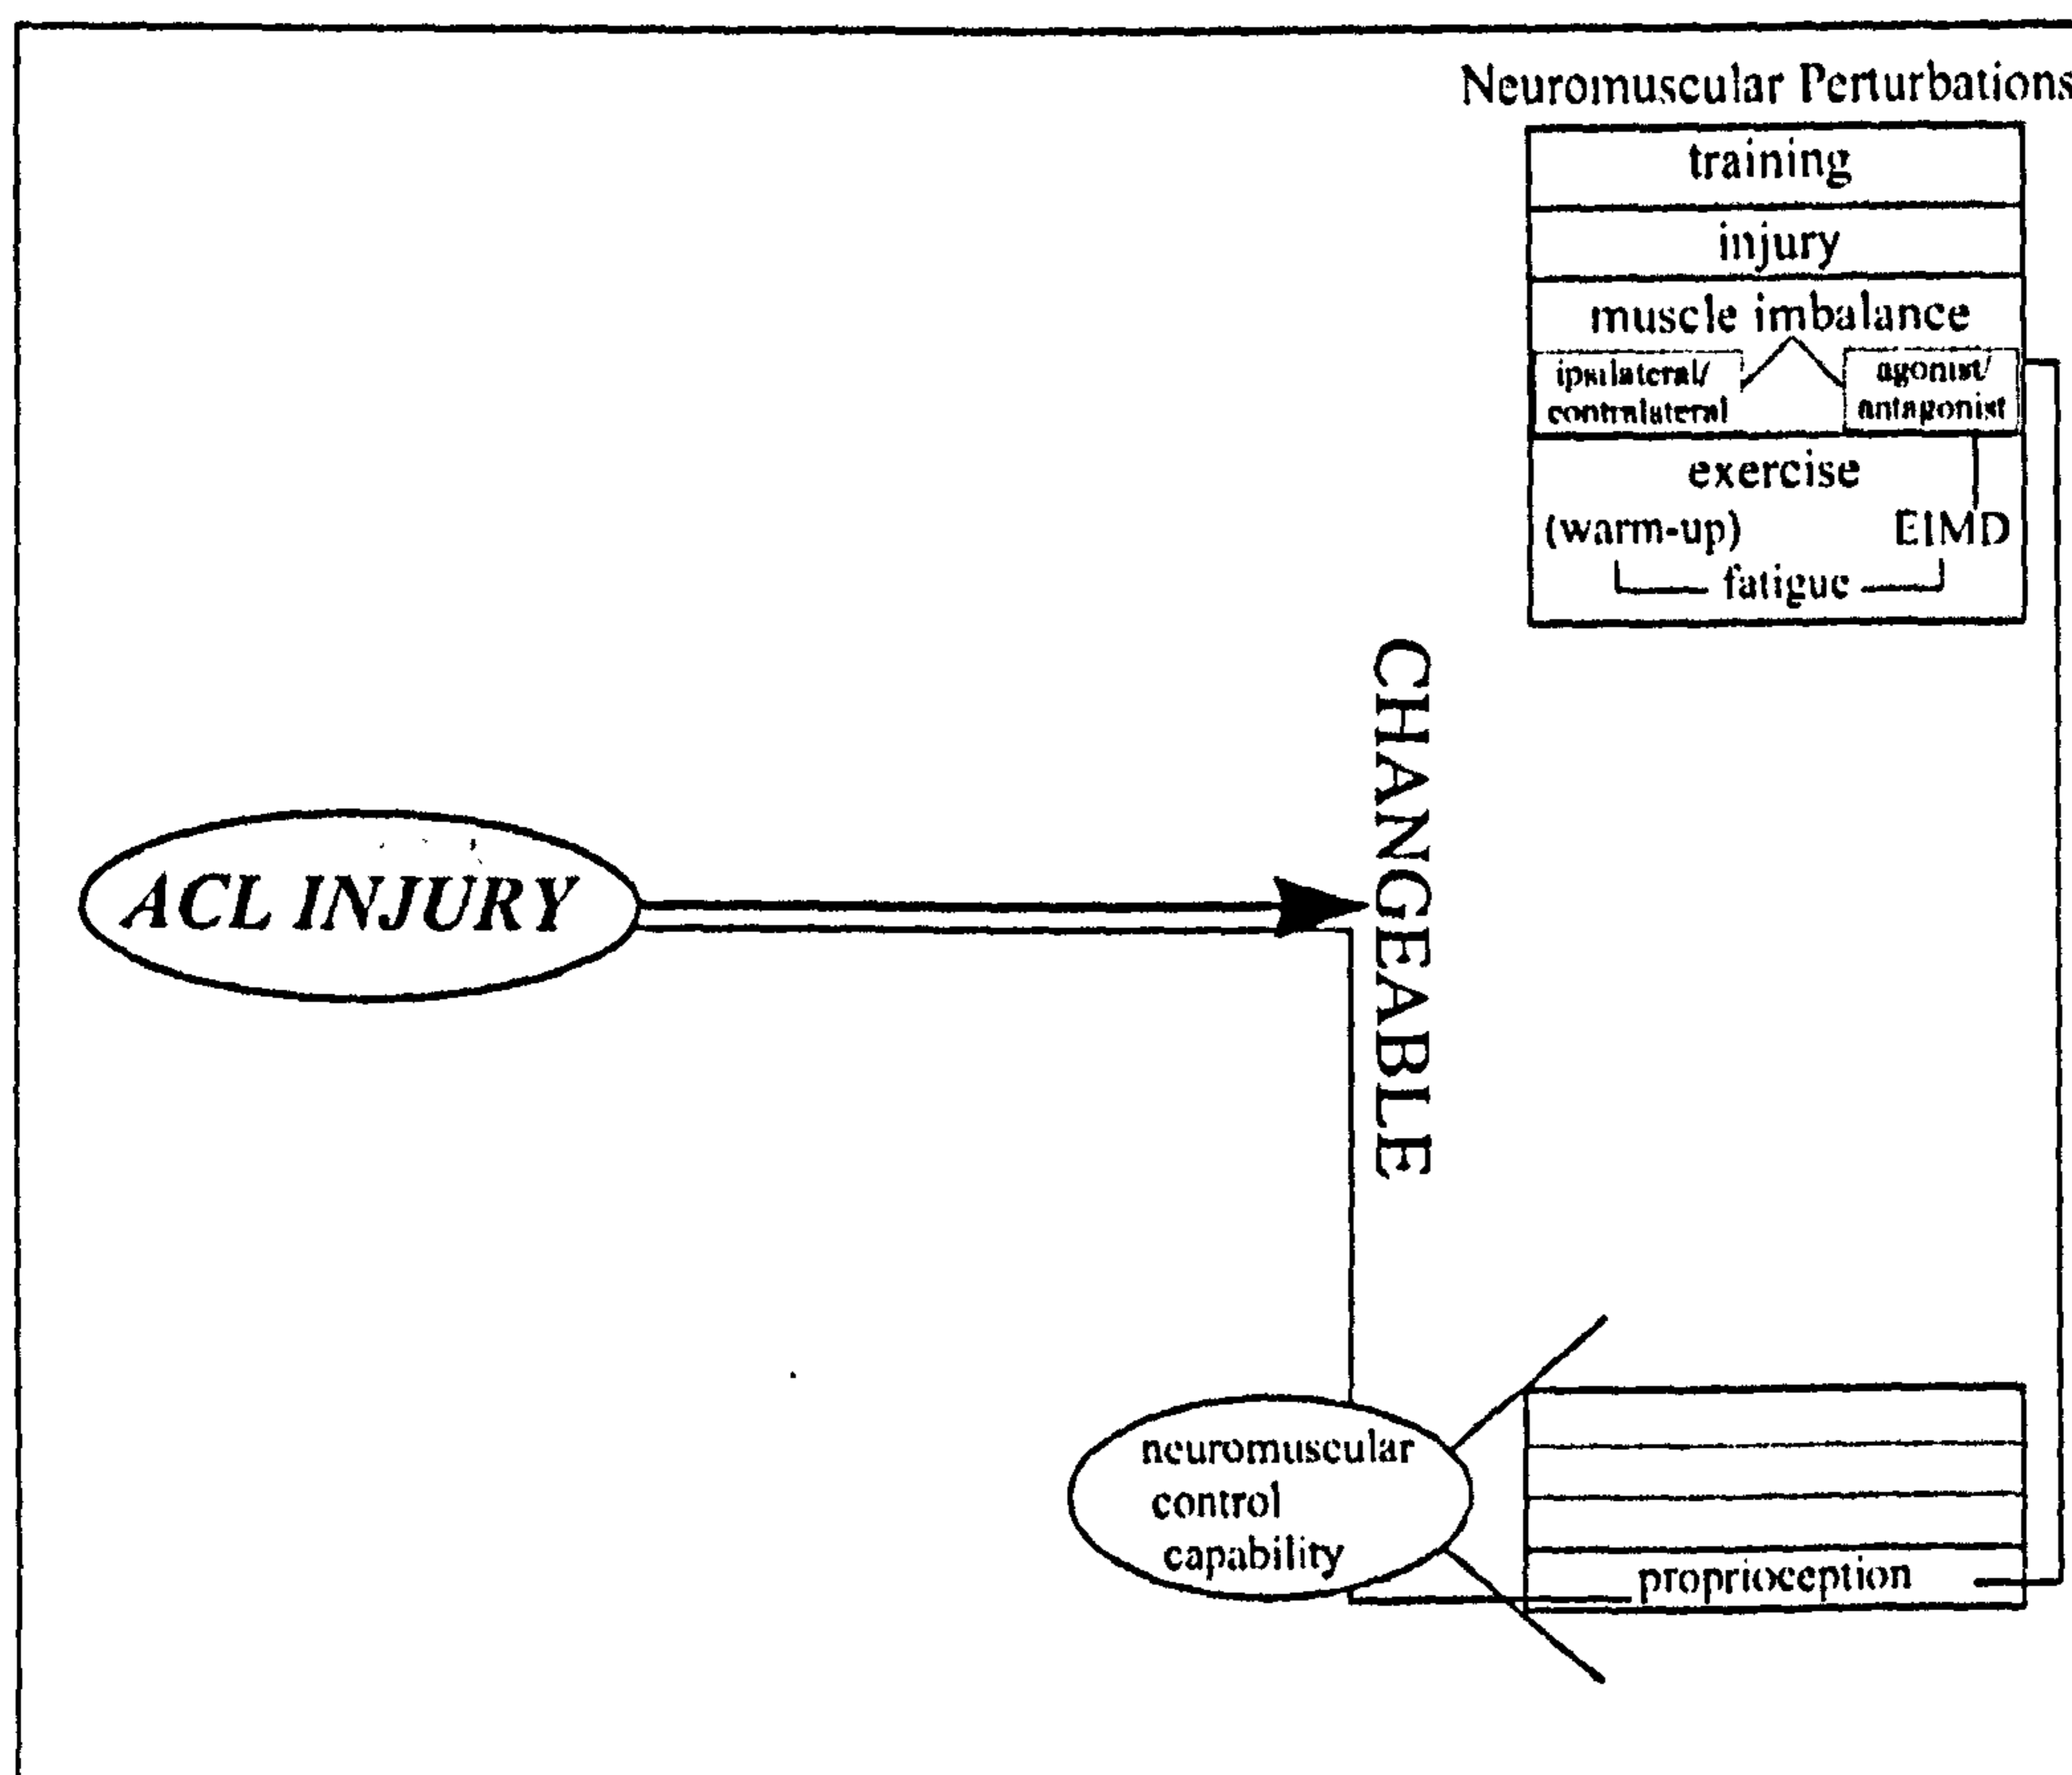 Neuromuscular Perturbations
training
injury
muscle imbalance
ipsilateral/
contralateral
agonist/
antagonist
exercise
(warm-up) EIMD
fatigue
CHANGEABLE
ACL INJURY
neuromuscular
control
capability
proprioception